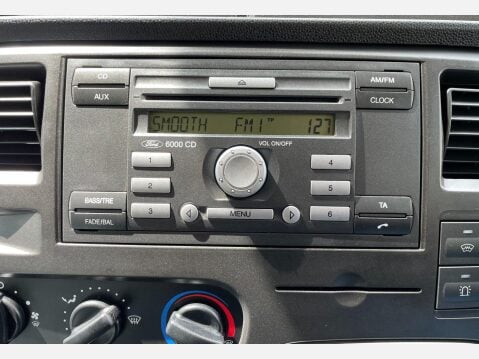 CD
AM/FM
AUX
CLOCK
SMOOTH FM1 TP 127
Ford 6000 CD
VOL ON/OFF
1
4
2
5
BASS/TRE
TA
3
MENU
6
FADE/BAL